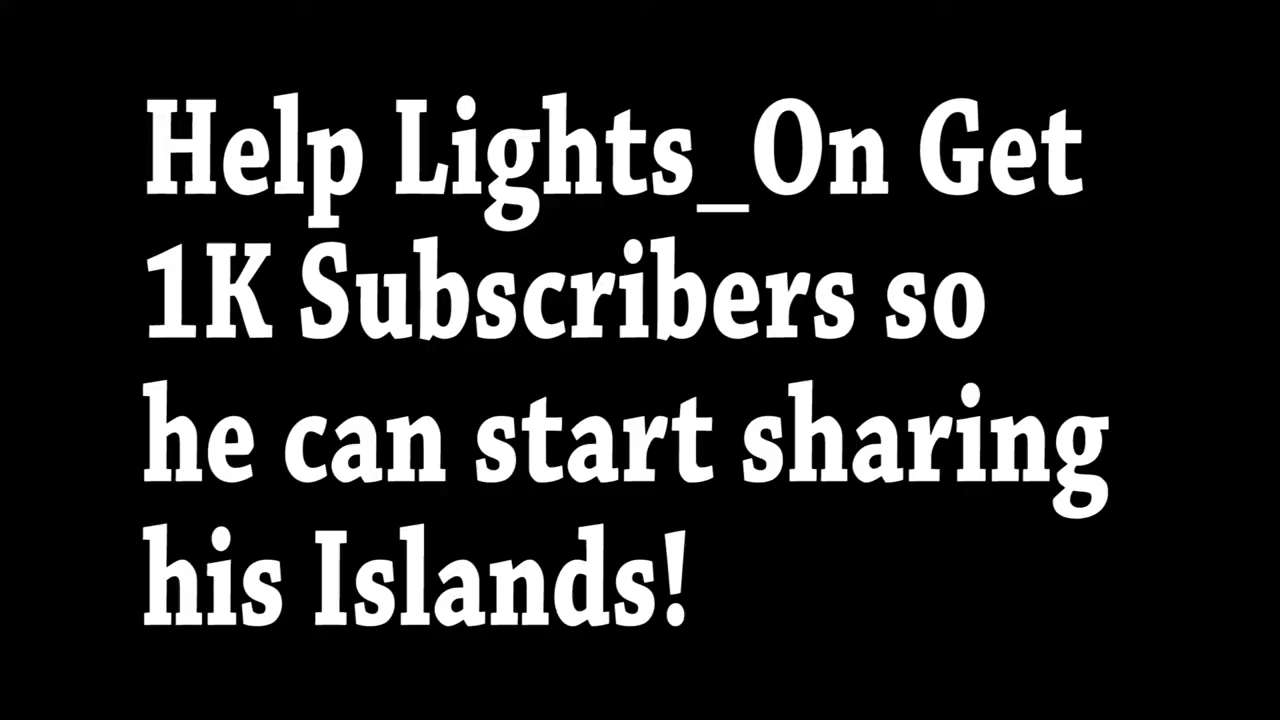 Help Lights_On Get
1K Subscribers so
he can start sharing
his Islands!